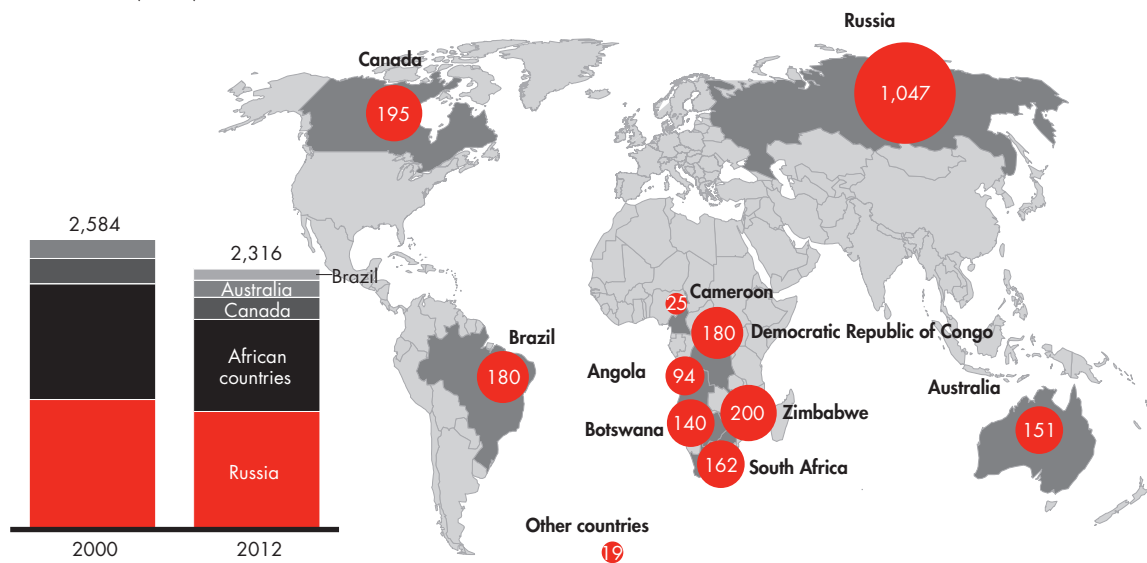 Russia
1,047
Canada
195
2,584
2,316
Brazil
Australia
Canada
African
countries
Russia
2000
2012
Brazil
180
25
Cameroon
180
Democratic Republic of Congo
Angola
94
200
Zimbabwe
Botswana
140
162
South Africa
Australia
151
Other countries
19